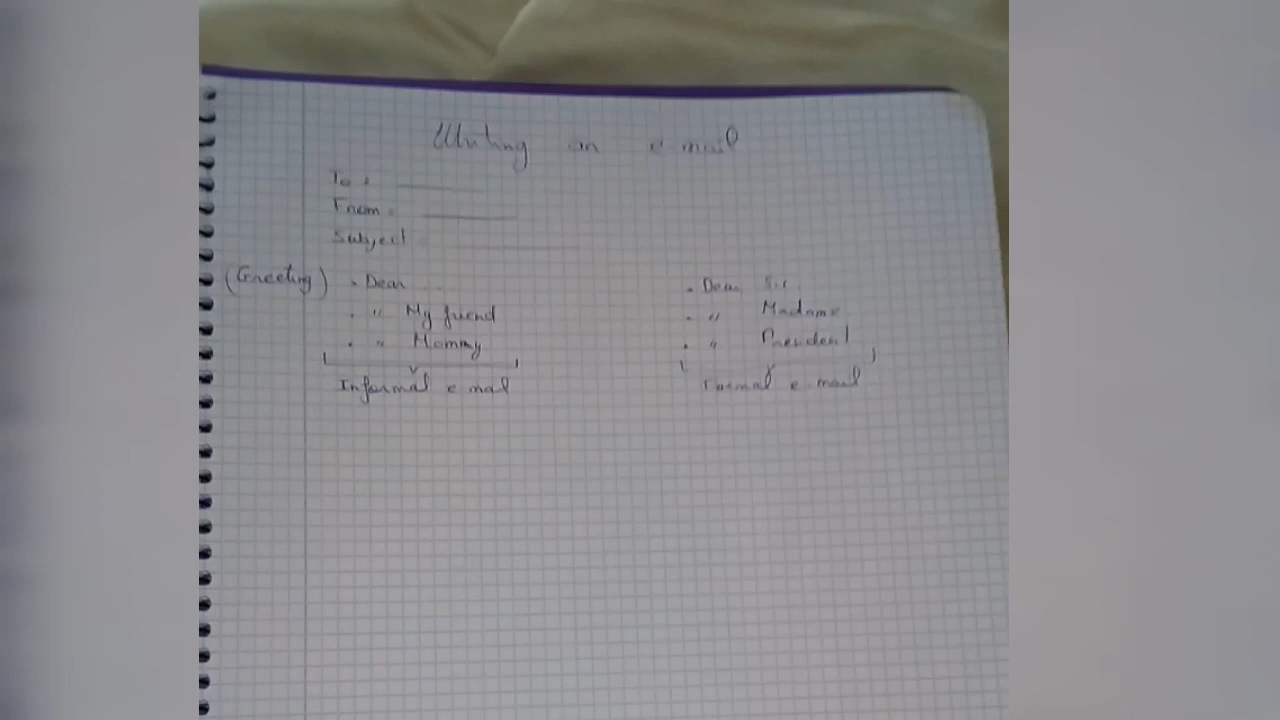 Writing an e-mail
To :
From :
Subject
(Greeting) . Dear . Dear Sir
. " My friend . " Madame
. " Mommy . " President
Informal e mail Formal e-mail